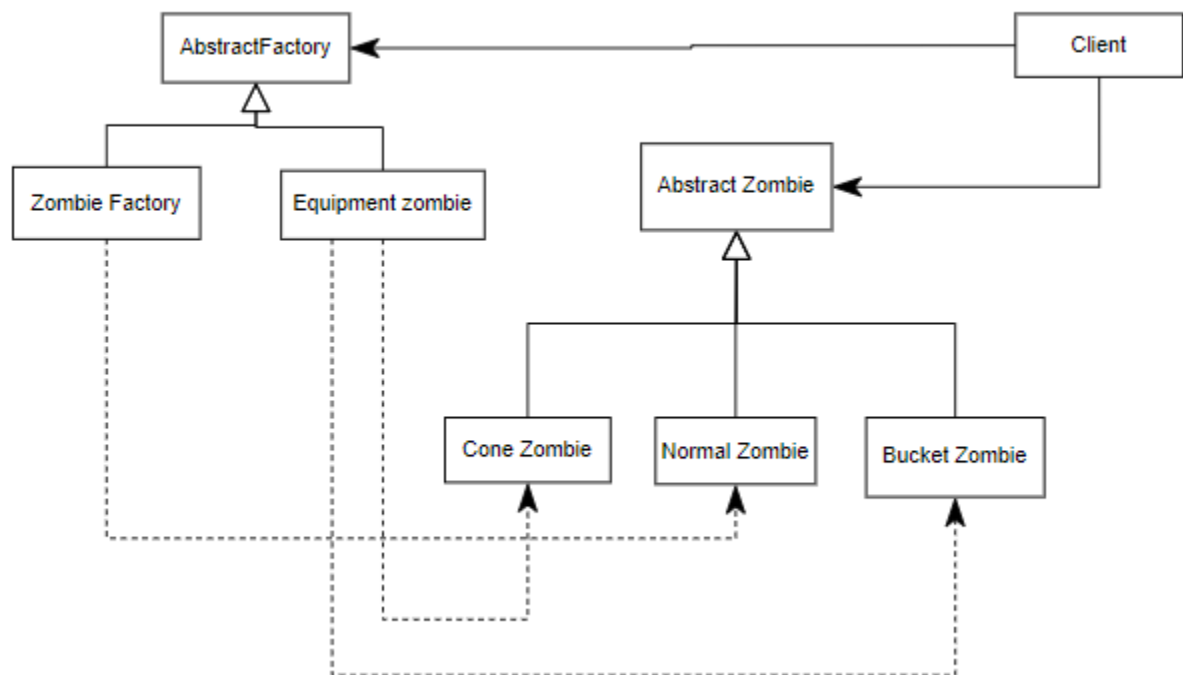 AbstractFactory
Client
Zombie Factory
Equipment zombie
Abstract Zombie
Cone Zombie
Normal Zombie
Bucket Zombie